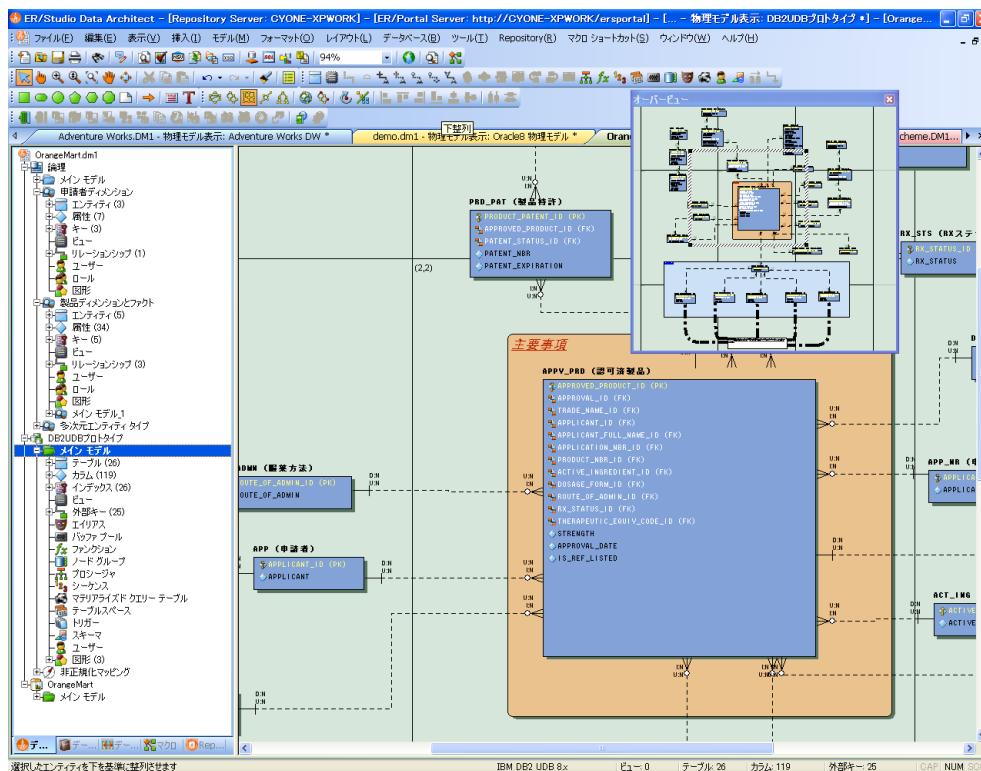 ER/Studio Data Architect - [Repository Server: CYONE-XPWORK] - [ER/Portal Server: http://CYONE-XPWORK/ersportal] - [... - 物理モデル表示: DB2UDBプロトタイプ *] - [Orange...
ファイル(F) 編集(E) 表示(V) 挿入(I) モデル(M) フォーマット(O) レイアウト(L) データベース(B) ツール(T) Repository(R) マクロ ショートカット(S) ウィンドウ(W) ヘルプ(H)
94%
オーバービュー
Adventure Works.DM1 - 物理モデル表示: Adventure Works DW *
demo.dm1 - 物理モデル表示: Oracle8 物理モデル *
下整列
Oran
cheme.DM1...
OrangeMart.dm1
論理
メイン モデル
申請者ディメンション
エンティティ (3)
属性 (7)
キー (3)
ビュー
リレーションシップ (1)
ユーザー
ロール
図形
製品ディメンションとファクト
エンティティ (5)
属性 (34)
キー (5)
ビュー
リレーションシップ (3)
ユーザー
ロール
図形
メイン モデル_1
多次元エンティティ タイプ
DB2UDBプロトタイプ
メイン モデル
テーブル (26)
カラム (119)
インデックス (26)
ビュー
外部キー (25)
エイリアス
バッファ プール
ファンクション
ノード グループ
プロシージャ
シーケンス
マテリアライズド クエリー テーブル
テーブルスペース
トリガー
スキーマ
ユーザー
図形 (3)
非正規化マッピング
OrangeMart
メイン モデル
デ...
デー...
デー...
マクロ
Rep...
U:N
I:N
PRD_PAT (製品特許)
PRODUCT_PATENT_ID (PK)
APPROVED_PRODUCT_ID (FK)
PATENT_STATUS_ID (FK)
PATENT_NBR
PATENT_EXPIRATION
(2,2)
I:N
U:N
RX_STS (RXステ
RX_STATUS_ID
RX_STATUS
主要事項
APPV_PRD (認可済製品)
APPROVED_PRODUCT_ID (PK)
APPROVAL_ID (FK)
TRADE_NAME_ID (FK)
APPLICANT_ID (FK)
APPLICANT_FULL_NAME_ID (FK)
APPLICATION_NBR_ID (FK)
PRODUCT_NBR_ID (FK)
ACTIVE_INGREDIENT_ID (FK)
DOSAGE_FORM_ID (FK)
ROUTE_OF_ADMIN_ID (FK)
RX_STATUS_ID (FK)
THERAPEUTIC_EQUIV_CODE_ID (FK)
STRENGTH
APPROVAL_DATE
IS_REF_LISTED
ADMN (服薬方法)
OUTE_OF_ADMIN_ID (PK)
OUTE_OF_ADMIN
D:N
U:N
U:N
I:N
APP (申請者)
APPLICANT_ID (PK)
APPLICANT
D:N
U:N
U:N
I:N
U:N
I:N
D:N
U:N
U:N
I:N
D:N
U:N
U:N
I:N
D:N
U:N
APP_NR (申
APPLICA
APPLICA
D:N
U:N
U:N
I:N
D:N
U:N
ACT_ING
ACTIVE
ACTIVE
I:N
U:N
I:N
U:N
選択したエンティティを下を基準に整列させます
IBM DB2 UDB 8.x
ビュー: 0
テーブル: 26
カラム: 119
外部キー: 25
CAP NUM SC